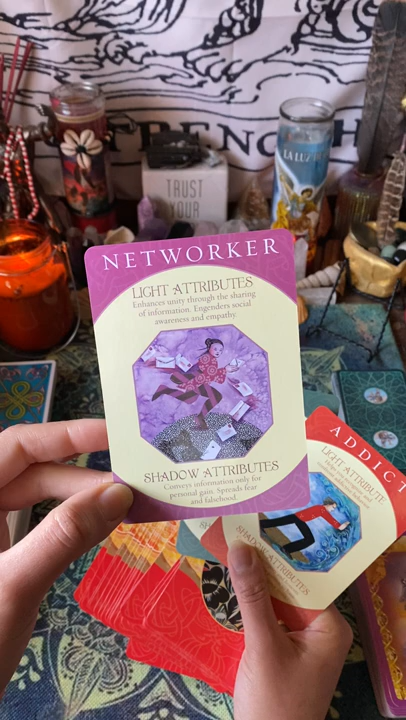 FRENCH
LA LUZ
TRUST
YOUR
NETWORKER
LIGHT ATTRIBUTES
Enhances unity through the sharing
of information. Engenders social
awareness and empathy.
SHADOW ATTRIBUTES
Conveys information only for
personal gain. Spreads fear
and falsehood.
ADDICT
LIGHT ATTRIBUTE
SHADOW ATTRIBUTES